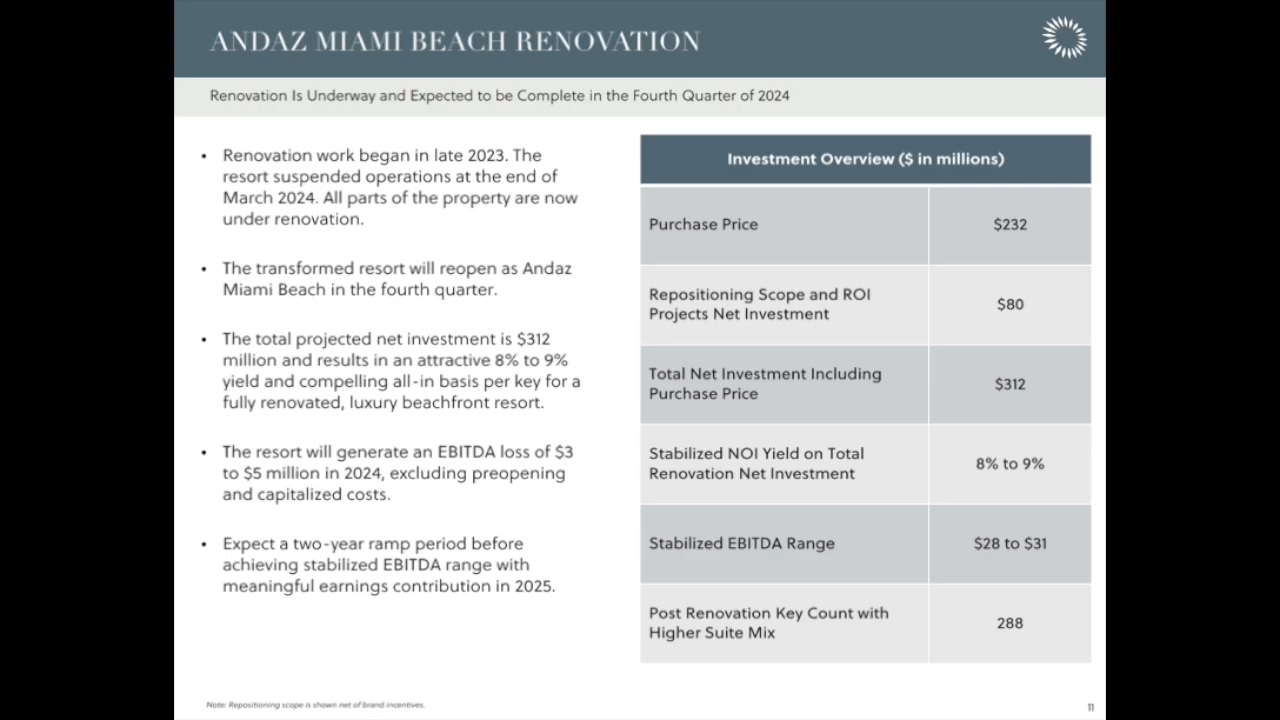 ANDAZ MIAMI BEACH RENOVATION
Renovation Is Underway and Expected to be Complete in the Fourth Quarter of 2024
• Renovation work began in late 2023. The
resort suspended operations at the end of
March 2024. All parts of the property are now
under renovation.
• The transformed resort will reopen as Andaz
Miami Beach in the fourth quarter.
• The total projected net investment is $312
million and results in an attractive 8% to 9%
yield and compelling all-in basis per key for a
fully renovated, luxury beachfront resort.
• The resort will generate an EBITDA loss of $3
to $5 million in 2024, excluding preopening
and capitalized costs.
• Expect a two-year ramp period before
achieving stabilized EBITDA range with
meaningful earnings contribution in 2025.
Investment Overview ($ in millions)
Purchase Price
$232
Repositioning Scope and ROI
Projects Net Investment
$80
Total Net Investment Including
Purchase Price
$312
Stabilized NOI Yield on Total
Renovation Net Investment
8% to 9%
Stabilized EBITDA Range
$28 to $31
Post Renovation Key Count with
Higher Suite Mix
288
Note: Repositioning scope is shown net of brand incentives.
11